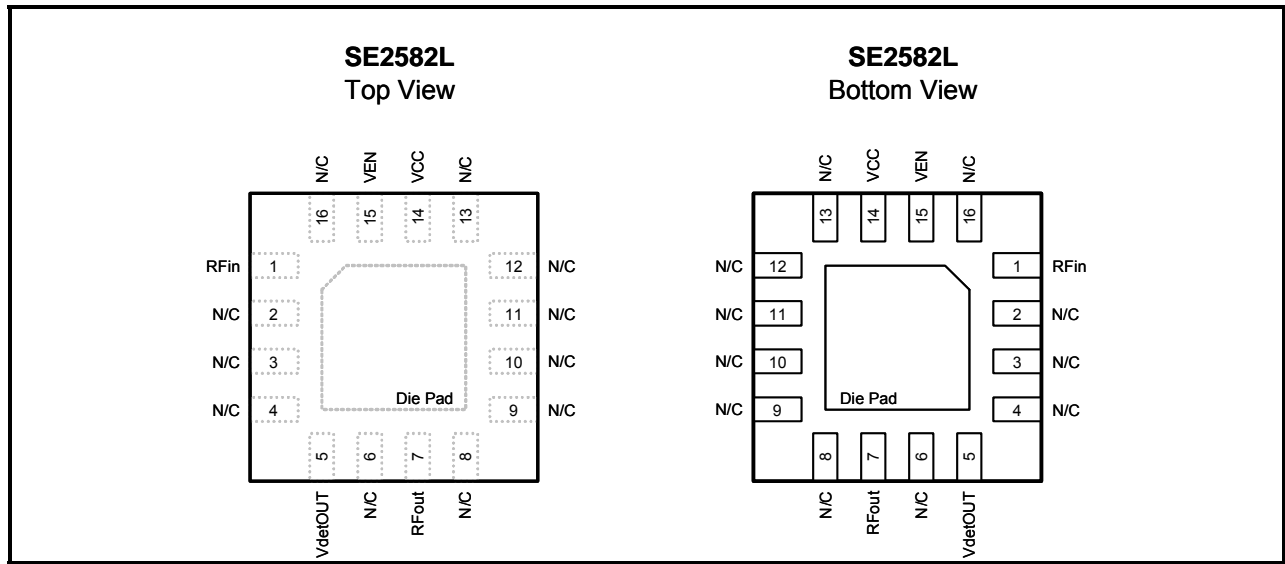 SE2582L
Top View
N/C
VEN
VCC
N/C
16
15
14
13
RFin 1
12 N/C
N/C 2
11 N/C
N/C 3
10 N/C
N/C 4
9 N/C
Die Pad
5
6
7
8
VdetOUT
N/C
RFout
N/C
SE2582L
Bottom View
N/C
VCC
VEN
N/C
13
14
15
16
N/C 12
1 RFin
N/C 11
2 N/C
N/C 10
3 N/C
N/C 9
4 N/C
Die Pad
8
7
6
5
N/C
RFout
N/C
VdetOUT